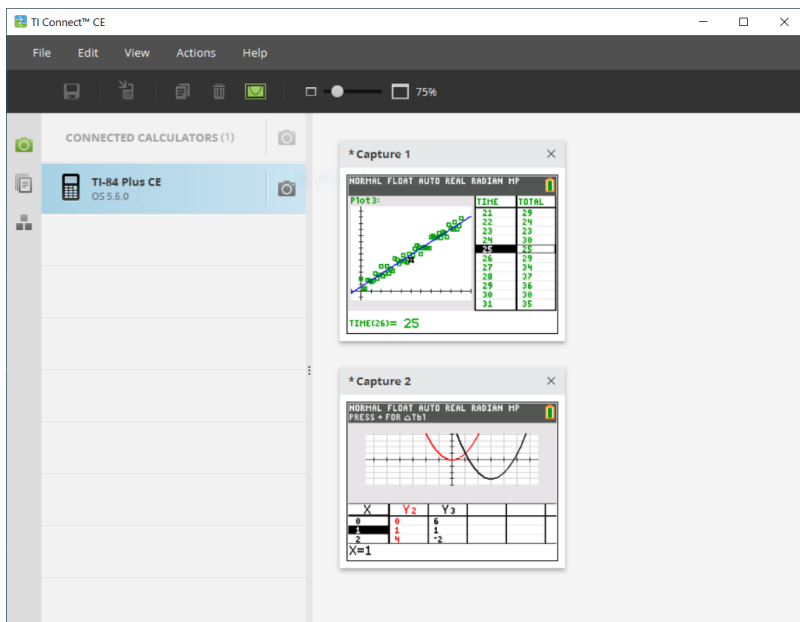 TI Connect™ CE
File Edit View Actions Help
75%
CONNECTED CALCULATORS (1)
TI-84 Plus CE
OS 5.6.0
*Capture 1
NORMAL FLOAT AUTO REAL RADIAN MP
Plot3:
TIME TOTAL
21 29
22 24
23 23
24 30
25 25
26 29
27 34
28 37
29 36
30 30
31 35
TIME(26)= 25
*Capture 2
NORMAL FLOAT AUTO REAL RADIAN MP
PRESS + FOR △Tb1
X Y2 Y3
0 0 6
1 1 1
2 4 -2
X=1